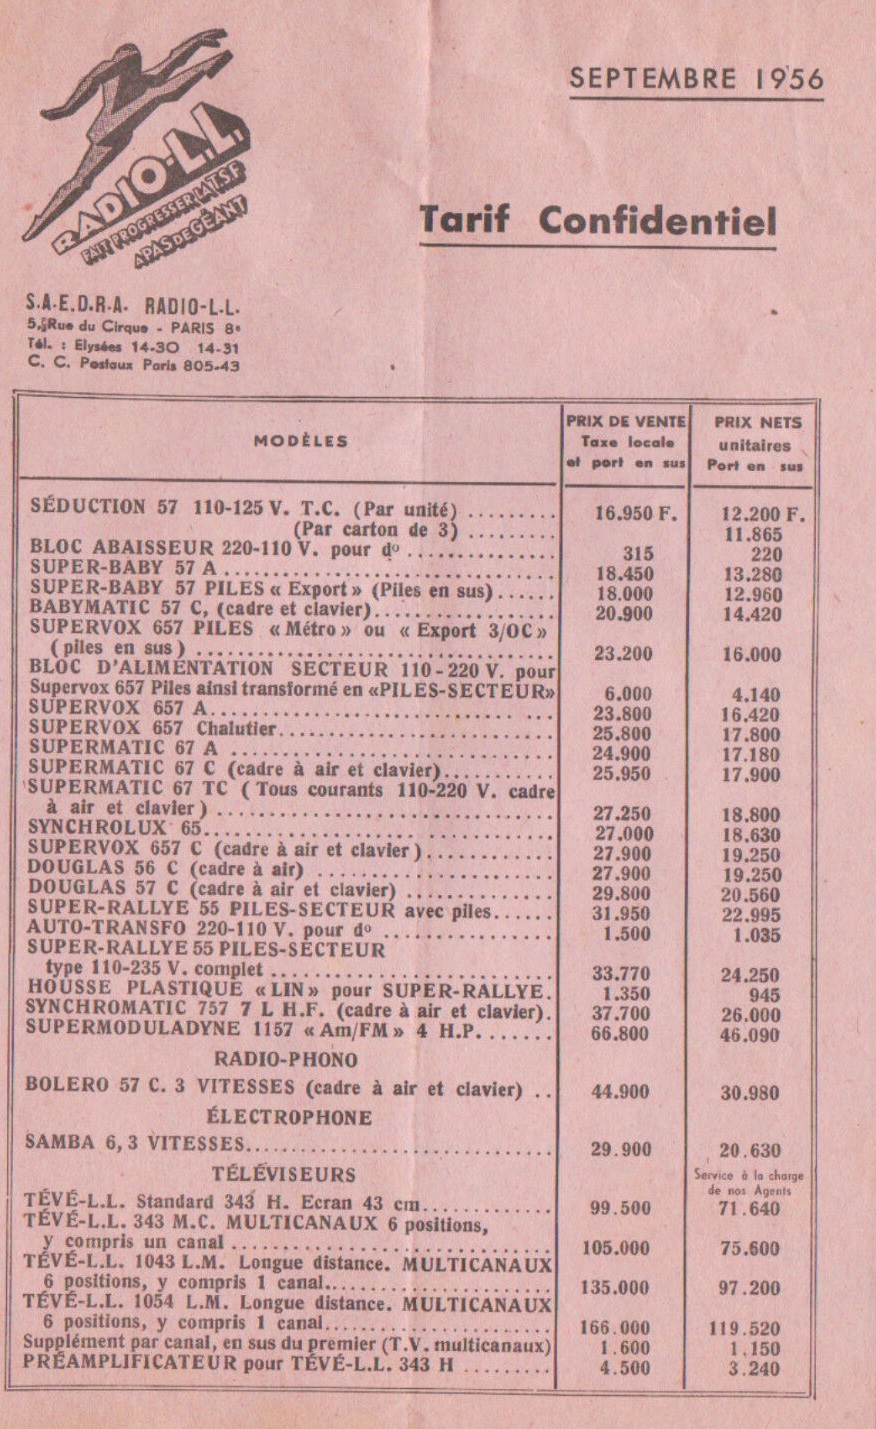 SEPTEMBRE 1956
RADIO-L.L.
FAIT PROGRESSER LA T.S.F
A PAS DE GÉANT
Tarif Confidentiel
S.A.E.D.R.A. RADIO-L.L.
5, Rue du Cirque - PARIS 8e
Tél. : Elysées 14-30 14-31
C. C. Postaux Paris 805-43
MODÈLES
PRIX DE VENTE
Taxe locale
et port en sus
PRIX NETS
unitaires
Port en sus
SÉDUCTION 57 110-125 V. T.C. (Par unité) ......... 16.950 F. 12.200 F.
(Par carton de 3) ......... 11.865
BLOC ABAISSEUR 220-110 V. pour do ............... 315 220
SUPER-BABY 57 A ................................. 18.450 13.280
SUPER-BABY 57 PILES « Export » (Piles en sus)...... 18.000 12.960
BABYMATIC 57 C, (cadre et clavier).................. 20.900 14.420
SUPERVOX 657 PILES «Métro» ou « Export 3/OC»
(piles en sus) .................................... 23.200 16.000
BLOC D'ALIMENTATION SECTEUR 110-220 V. pour
Supervox 657 Piles ainsi transformé en «PILES-SECTEUR» 6.000 4.140
SUPERVOX 657 A.................................. 23.800 16.420
SUPERVOX 657 Chalutier........................... 25.800 17.800
SUPERMATIC 67 A ................................ 24.900 17.180
SUPERMATIC 67 C (cadre à air et clavier)........... 25.950 17.900
SUPERMATIC 67 TC ( Tous courants 110-220 V. cadre
à air et clavier) ................................. 27.250 18.800
SYNCHROLUX 65.................................. 27.000 18.630
SUPERVOX 657 C (cadre à air et clavier )............ 27.900 19.250
DOUGLAS 56 C (cadre à air) ....................... 27.900 19.250
DOUGLAS 57 C (cadre à air et clavier) .............. 29.800 20.560
SUPER-RALLYE 55 PILES-SECTEUR avec piles...... 31.950 22.995
AUTO-TRANSFO 220-110 V. pour do ................ 1.500 1.035
SUPER-RALLYE 55 PILES-SECTEUR
type 110-235 V. complet ........................... 33.770 24.250
HOUSSE PLASTIQUE «LIN» pour SUPER-RALLYE. 1.350 945
SYNCHROMATIC 757 7 L H.F. (cadre à air et clavier). 37.700 26.000
SUPERMODULADYNE 1157 «Am/FM» 4 H.P........ 66.800 46.090
RADIO-PHONO
BOLERO 57 C. 3 VITESSES (cadre à air et clavier) .. 44.900 30.980
ÉLECTROPHONE
SAMBA 6, 3 VITESSES.............................. 29.900 20.630
TÉLÉVISEURS
Service à la charge
de nos Agents
TÉVÉ-L.L. Standard 343 H. Ecran 43 cm............. 99.500 71.640
TÉVÉ-L.L. 343 M.C. MULTICANAUX 6 positions,
y compris un canal ............................... 105.000 75.600
TÉVÉ-L.L. 1043 L.M. Longue distance. MULTICANAUX
6 positions, y compris 1 canal....................... 135.000 97.200
TÉVÉ-L.L. 1054 L.M. Longue distance. MULTICANAUX
6 positions, y compris 1 canal....................... 166.000 119.520
Supplément par canal, en sus du premier (T.V. multicanaux) 1.600 1.150
PRÉAMPLIFICATEUR pour TÉVÉ-L.L. 343 H ......... 4.500 3.240